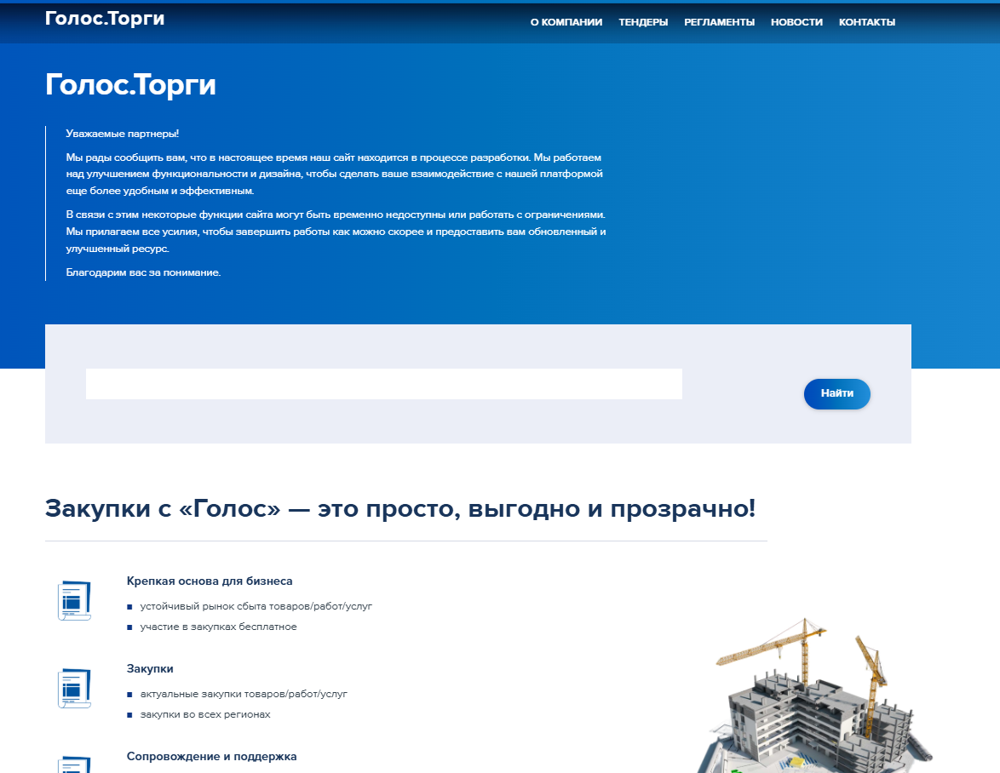 Голос.Торги
О КОМПАНИИ ТЕНДЕРЫ РЕГЛАМЕНТЫ НОВОСТИ КОНТАКТЫ
Голос.Торги
Уважаемые партнеры!
Мы рады сообщить вам, что в настоящее время наш сайт находится в процессе разработки. Мы работаем
над улучшением функциональности и дизайна, чтобы сделать ваше взаимодействие с нашей платформой
еще более удобным и эффективным.
В связи с этим некоторые функции сайта могут быть временно недоступны или работать с ограничениями.
Мы прилагаем все усилия, чтобы завершить работы как можно скорее и предоставить вам обновленный и
улучшенный ресурс.
Благодарим вас за понимание.
Найти
Закупки с «Голос» — это просто, выгодно и прозрачно!
Крепкая основа для бизнеса
устойчивый рынок сбыта товаров/работ/услуг
участие в закупках бесплатное
Закупки
актуальные закупки товаров/работ/услуг
закупки во всех регионах
Сопровождение и поддержка